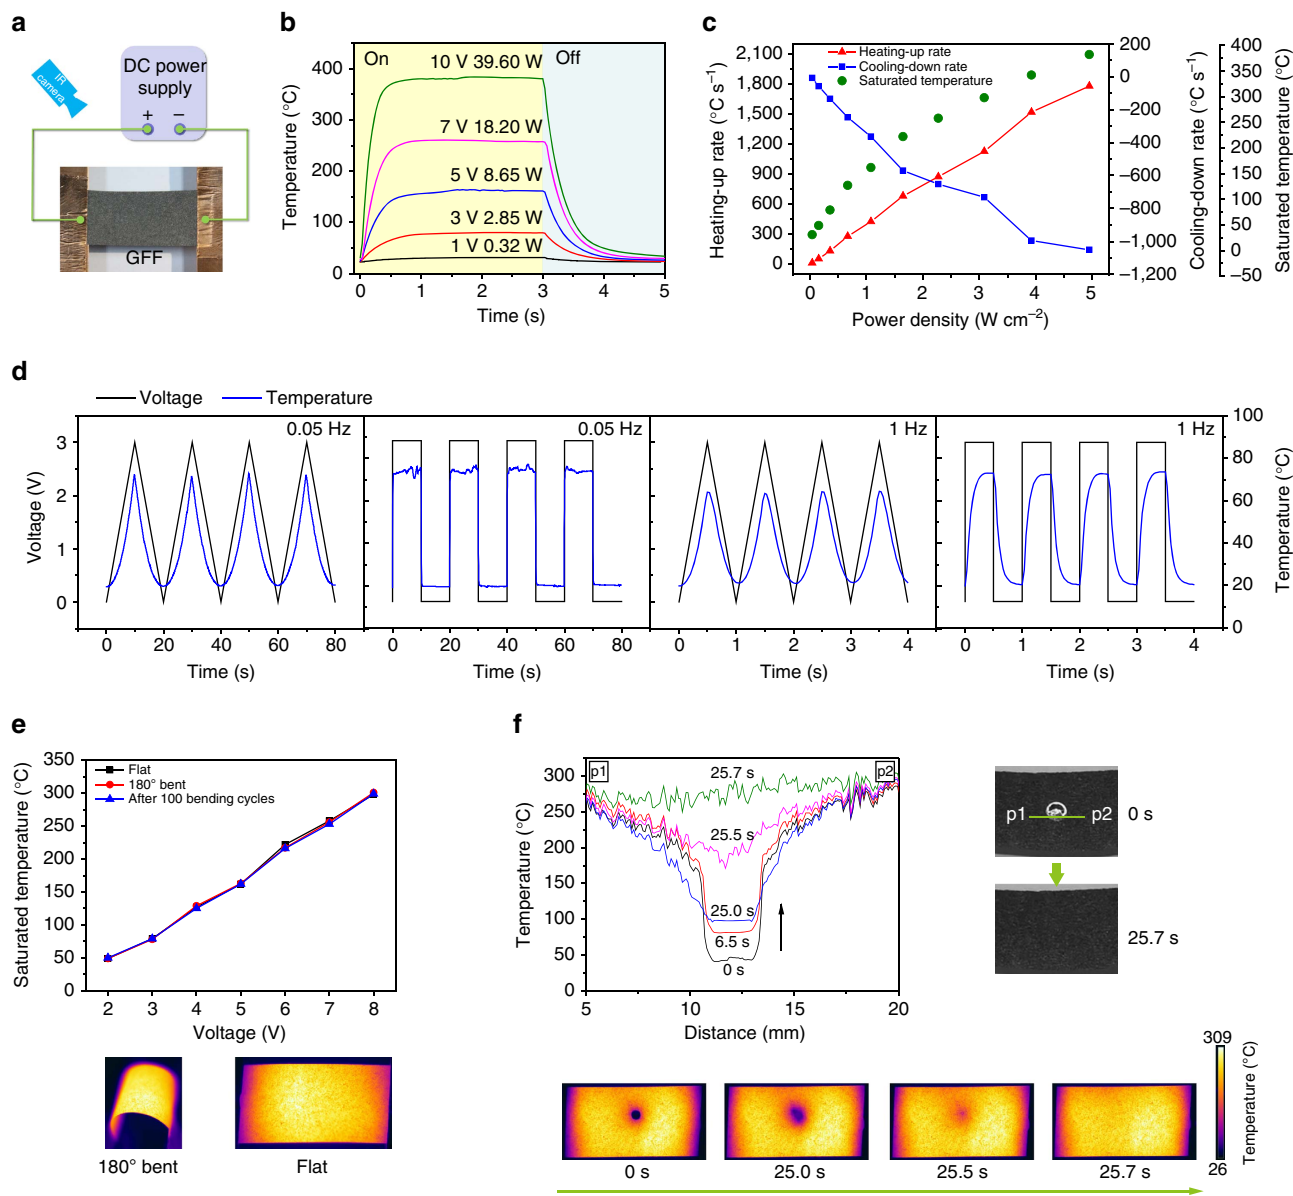 a
IR camera
DC power supply
+ −
GFF
b
On
Off
10 V 39.60 W
7 V 18.20 W
5 V 8.65 W
3 V 2.85 W
1 V 0.32 W
400
300
200
100
0
Temperature (°C)
0 1 2 3 4 5
Time (s)
c
Heating-up rate
Cooling-down rate
Saturated temperature
2,100
1,800
1,500
1,200
900
600
300
0
Heating-up rate (°C s⁻¹)
200
0
−200
−400
−600
−800
−1,000
−1,200
Cooling-down rate (°C s⁻¹)
400
350
300
250
200
150
100
50
0
−50
Saturated temperature (°C)
0 1 2 3 4 5
Power density (W cm⁻²)
d
Voltage
Temperature
0.05 Hz
0.05 Hz
1 Hz
1 Hz
3
2
1
0
Voltage (V)
100
80
60
40
20
0
Temperature (°C)
0 20 40 60 80
0 20 40 60 80
0 1 2 3 4
0 1 2 3 4
Time (s)
Time (s)
Time (s)
Time (s)
e
Flat
180° bent
After 100 bending cycles
350
300
250
200
150
100
50
0
Saturated temperature (°C)
2 3 4 5 6 7 8
Voltage (V)
180° bent
Flat
f
p1
p2
25.7 s
25.5 s
25.0 s
6.5 s
0 s
300
250
200
150
100
50
0
Temperature (°C)
5 10 15 20
Distance (mm)
p1 p2
0 s
25.7 s
309
26
Temperature (°C)
0 s
25.0 s
25.5 s
25.7 s